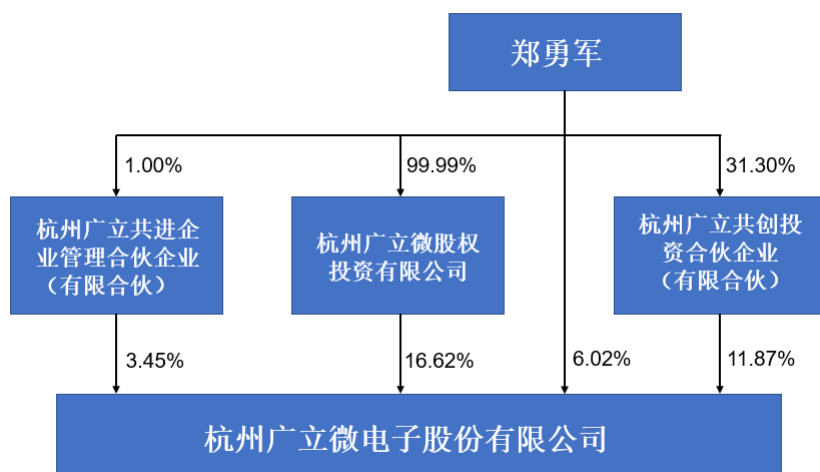 郑勇军
1.00%
99.99%
31.30%
杭州广立共进企
业管理合伙企业
（有限合伙）
杭州广立微股权
投资有限公司
杭州广立共创投
资合伙企业
（有限合伙）
3.45%
16.62%
6.02%
11.87%
杭州广立微电子股份有限公司